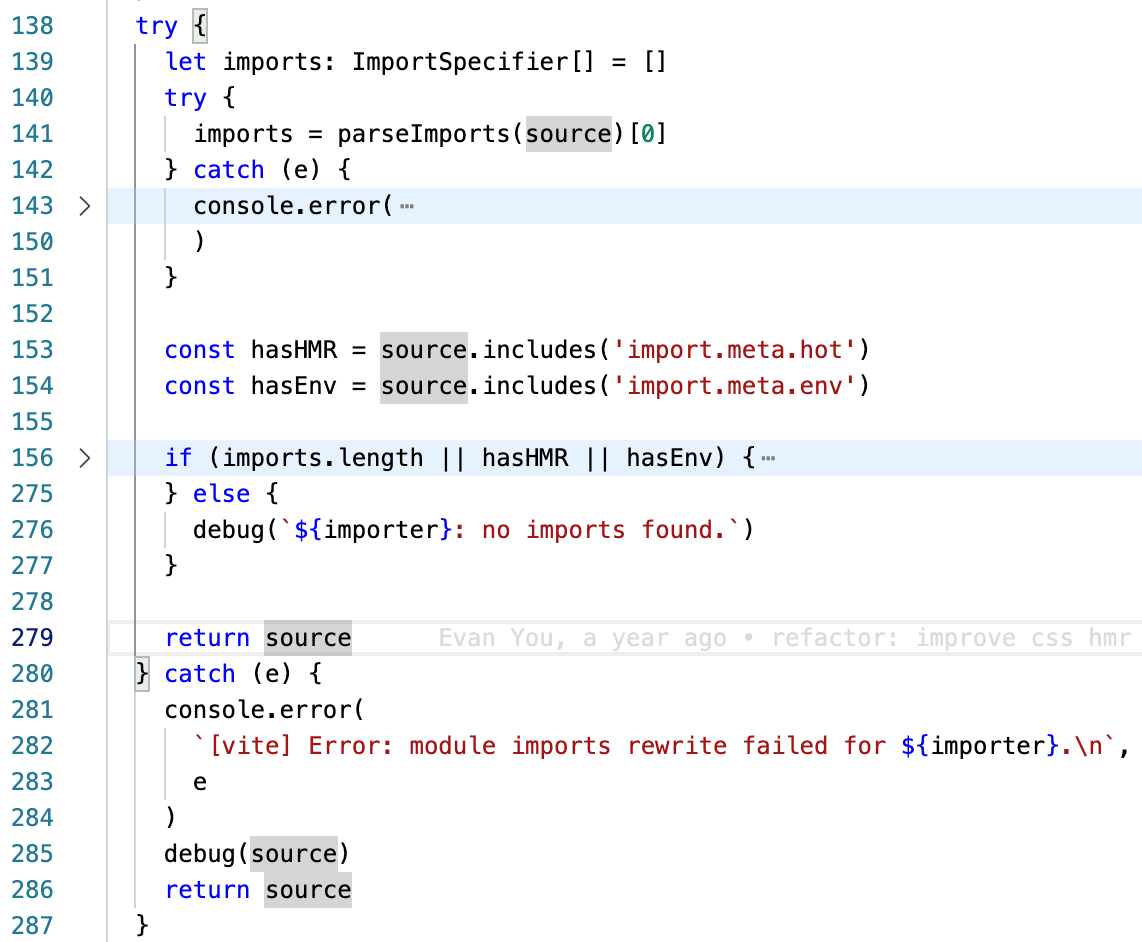 138 try {
139 let imports: ImportSpecifier[] = []
140 try {
141 imports = parseImports(source)[0]
142 } catch (e) {
143 console.error( ⋯
150 )
151 }
152
153 const hasHMR = source.includes('import.meta.hot')
154 const hasEnv = source.includes('import.meta.env')
155
156 if (imports.length || hasHMR || hasEnv) { ⋯
275 } else {
276 debug(`${importer}: no imports found.`)
277 }
278
279 return source Evan You, a year ago • refactor: improve css hmr
280 } catch (e) {
281 console.error(
282 `[vite] Error: module imports rewrite failed for ${importer}.\n`,
283 e
284 )
285 debug(source)
286 return source
287 }